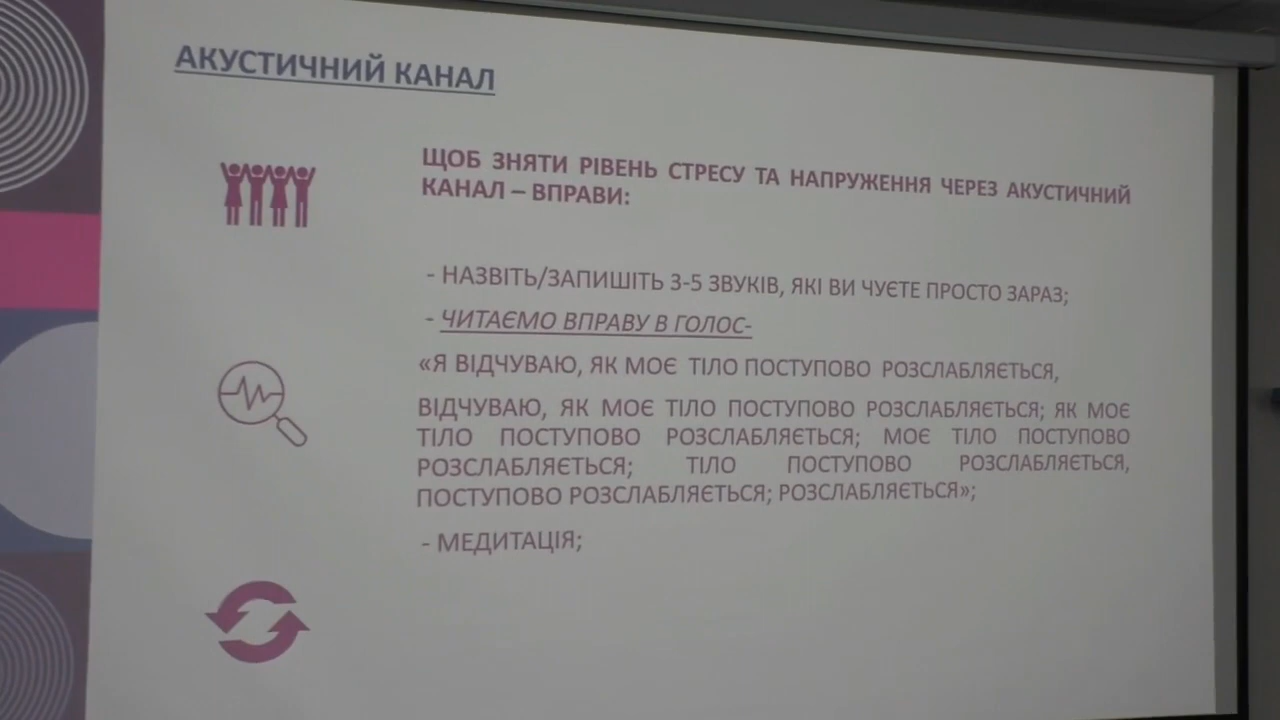 АКУСТИЧНИЙ КАНАЛ
ЩОБ ЗНЯТИ РІВЕНЬ СТРЕСУ ТА НАПРУЖЕННЯ ЧЕРЕЗ АКУСТИЧНИЙ
КАНАЛ – ВПРАВИ:
- НАЗВІТЬ/ЗАПИШІТЬ 3-5 ЗВУКІВ, ЯКІ ВИ ЧУЄТЕ ПРОСТО ЗАРАЗ;
- ЧИТАЄМО ВПРАВУ В ГОЛОС-
«Я ВІДЧУВАЮ, ЯК МОЄ ТІЛО ПОСТУПОВО РОЗСЛАБЛЯЄТЬСЯ,
ВІДЧУВАЮ, ЯК МОЄ ТІЛО ПОСТУПОВО РОЗСЛАБЛЯЄТЬСЯ; ЯК МОЄ
ТІЛО ПОСТУПОВО РОЗСЛАБЛЯЄТЬСЯ; МОЄ ТІЛО ПОСТУПОВО
РОЗСЛАБЛЯЄТЬСЯ; ТІЛО ПОСТУПОВО РОЗСЛАБЛЯЄТЬСЯ,
ПОСТУПОВО РОЗСЛАБЛЯЄТЬСЯ; РОЗСЛАБЛЯЄТЬСЯ»;
- МЕДИТАЦІЯ;